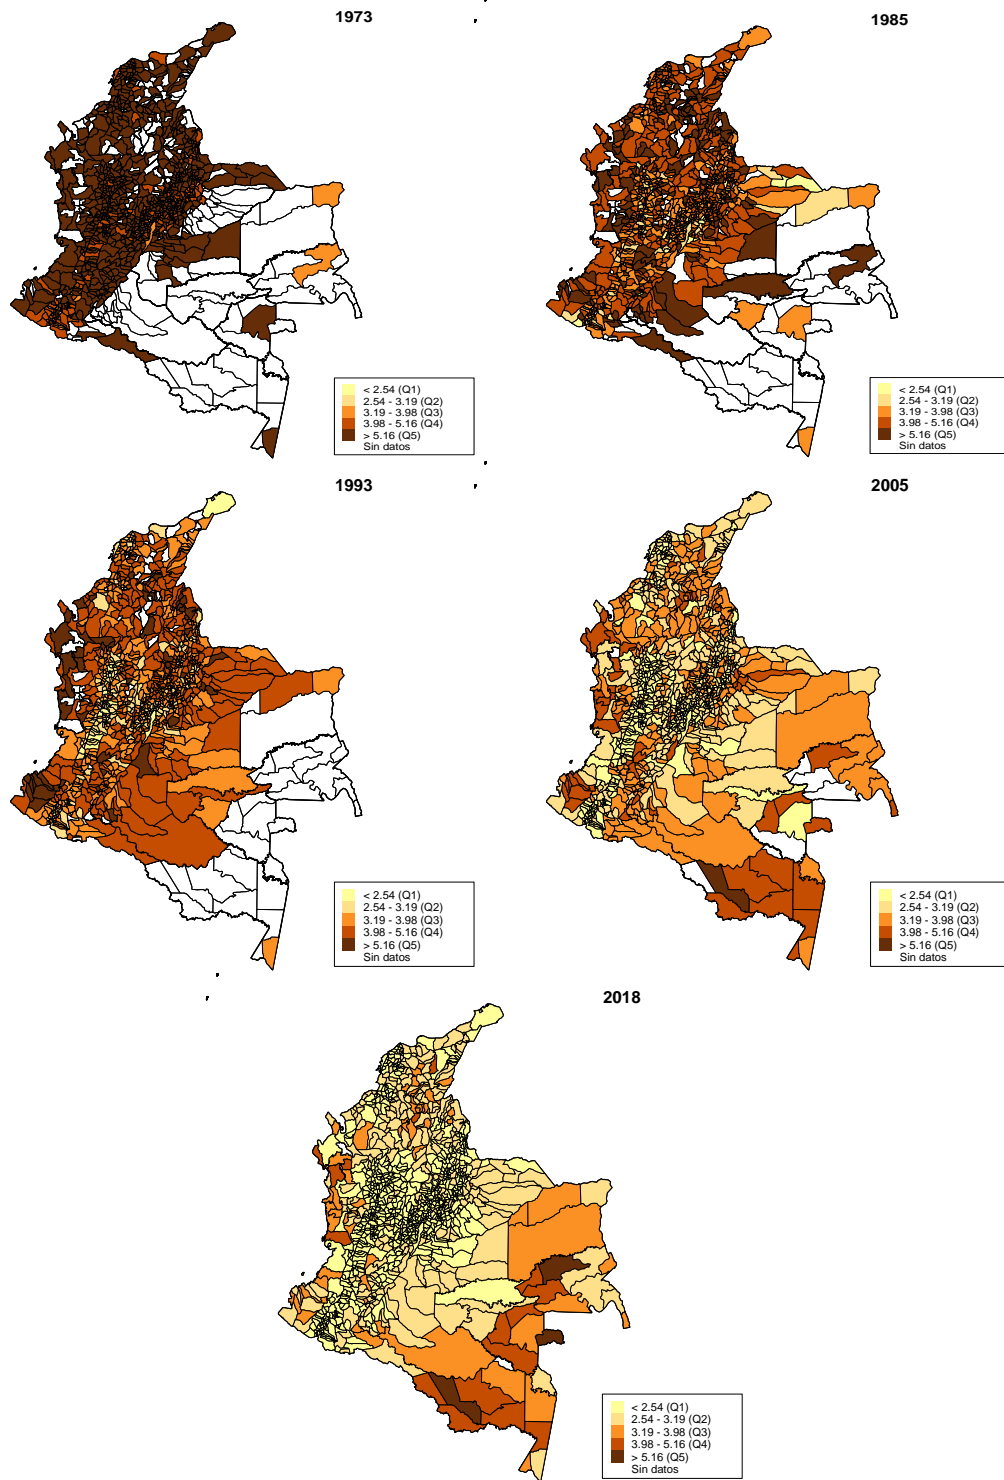 1973
1985
< 2.54 (Q1)
2.54 - 3.19 (Q2)
3.19 - 3.98 (Q3)
3.98 - 5.16 (Q4)
> 5.16 (Q5)
Sin datos
< 2.54 (Q1)
2.54 - 3.19 (Q2)
3.19 - 3.98 (Q3)
3.98 - 5.16 (Q4)
> 5.16 (Q5)
Sin datos
1993
2005
< 2.54 (Q1)
2.54 - 3.19 (Q2)
3.19 - 3.98 (Q3)
3.98 - 5.16 (Q4)
> 5.16 (Q5)
Sin datos
< 2.54 (Q1)
2.54 - 3.19 (Q2)
3.19 - 3.98 (Q3)
3.98 - 5.16 (Q4)
> 5.16 (Q5)
Sin datos
2018
< 2.54 (Q1)
2.54 - 3.19 (Q2)
3.19 - 3.98 (Q3)
3.98 - 5.16 (Q4)
> 5.16 (Q5)
Sin datos